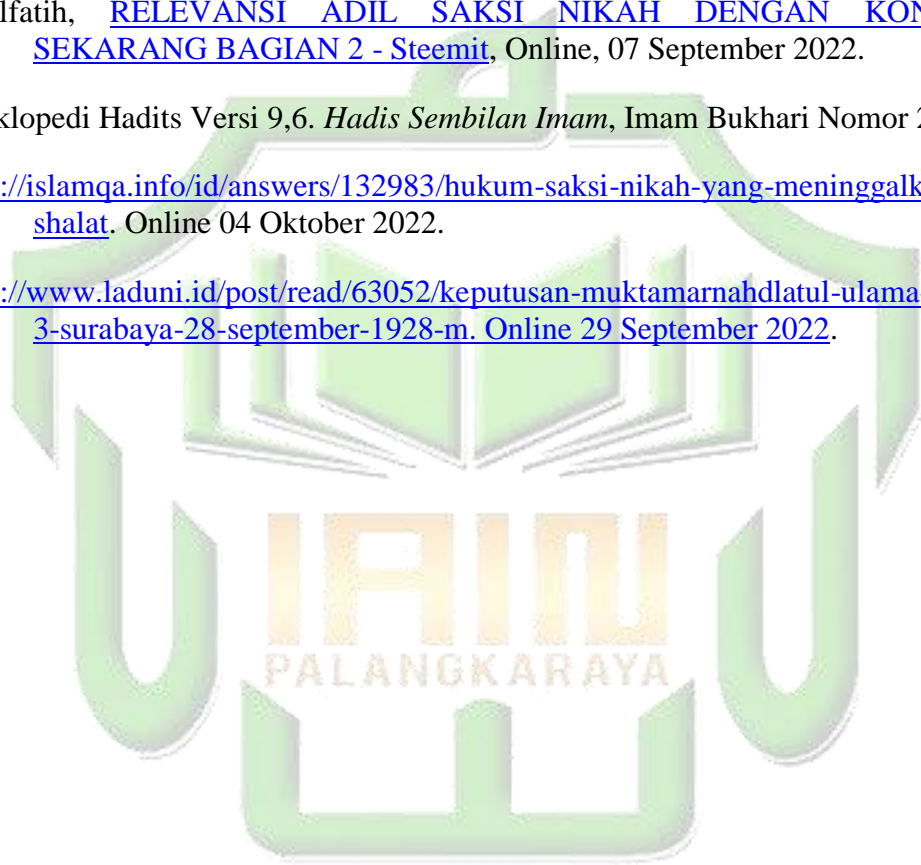 lfatih, RELEVANSI ADIL SAKSI NIKAH DENGAN KON
SEKARANG BAGIAN 2 - Steemit, Online, 07 September 2022.
klopedi Hadits Versi 9,6. Hadis Sembilan Imam, Imam Bukhari Nomor 2
://islamqa.info/id/answers/132983/hukum-saksi-nikah-yang-meninggalk
shalat. Online 04 Oktober 2022.
://www.laduni.id/post/read/63052/keputusan-muktamarnahdlatul-ulama
3-surabaya-28-september-1928-m. Online 29 September 2022.
IAIN
PALANGKARAYA